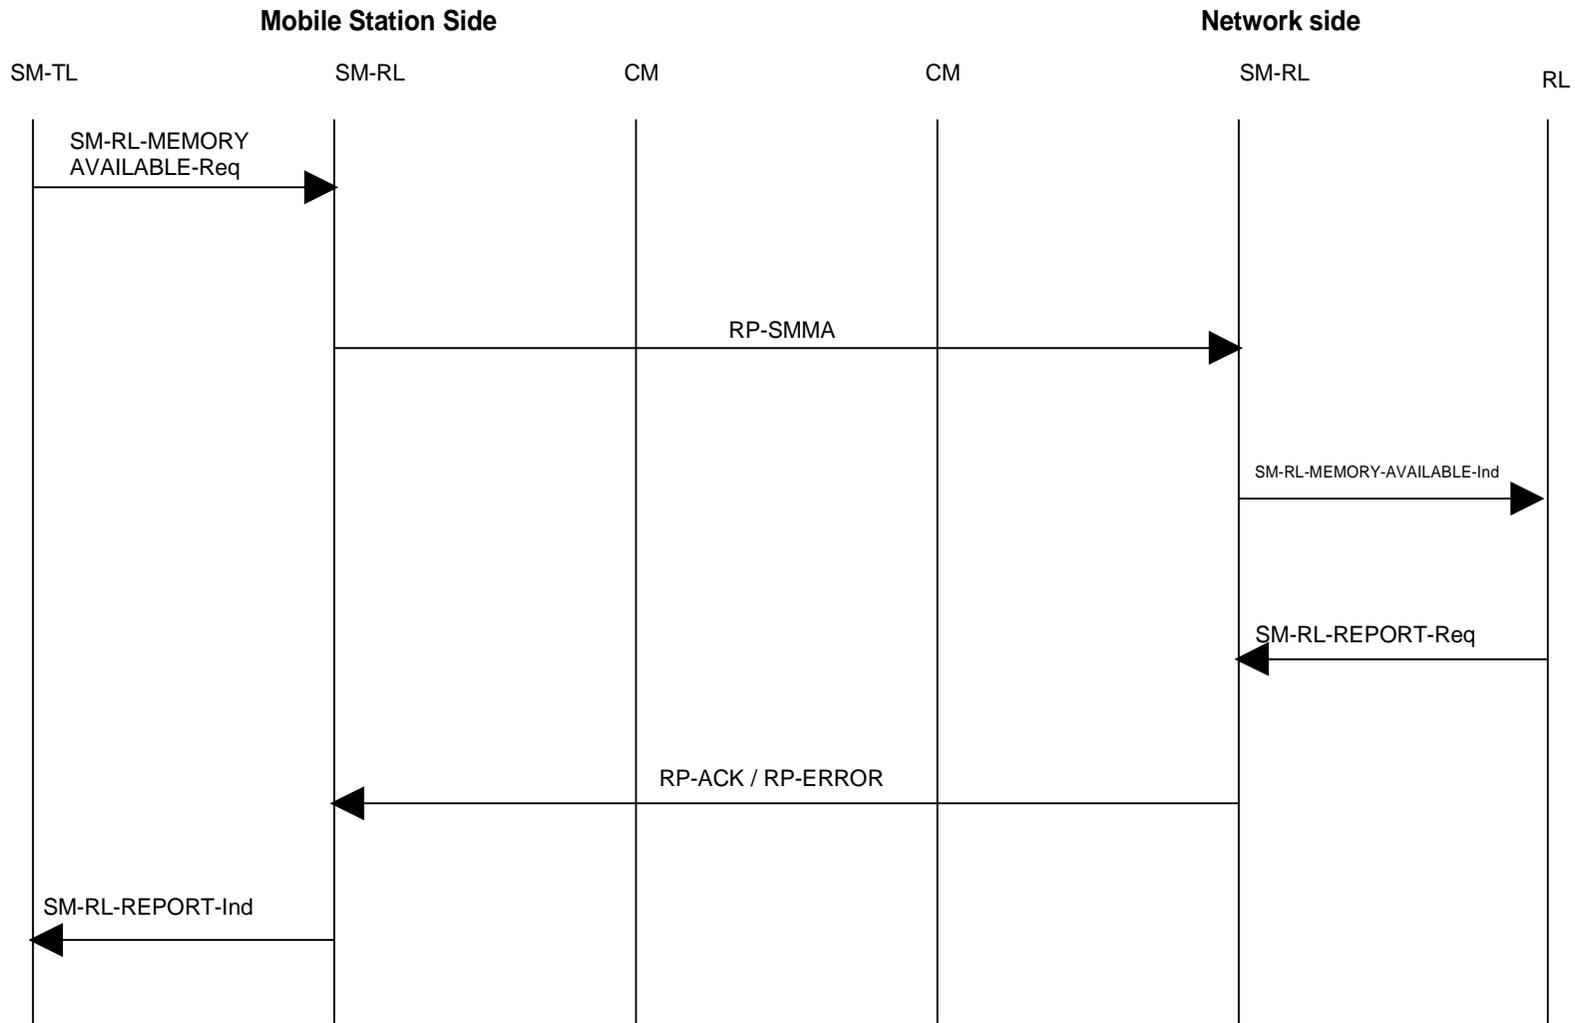 Mobile Station Side
Network side
SM-TL
SM-RL
CM
CM
SM-RL
RL
SM-RL-MEMORY
AVAILABLE-Req
RP-SMMA
SM-RL-MEMORY-AVAILABLE-Ind
SM-RL-REPORT-Req
RP-ACK / RP-ERROR
SM-RL-REPORT-Ind